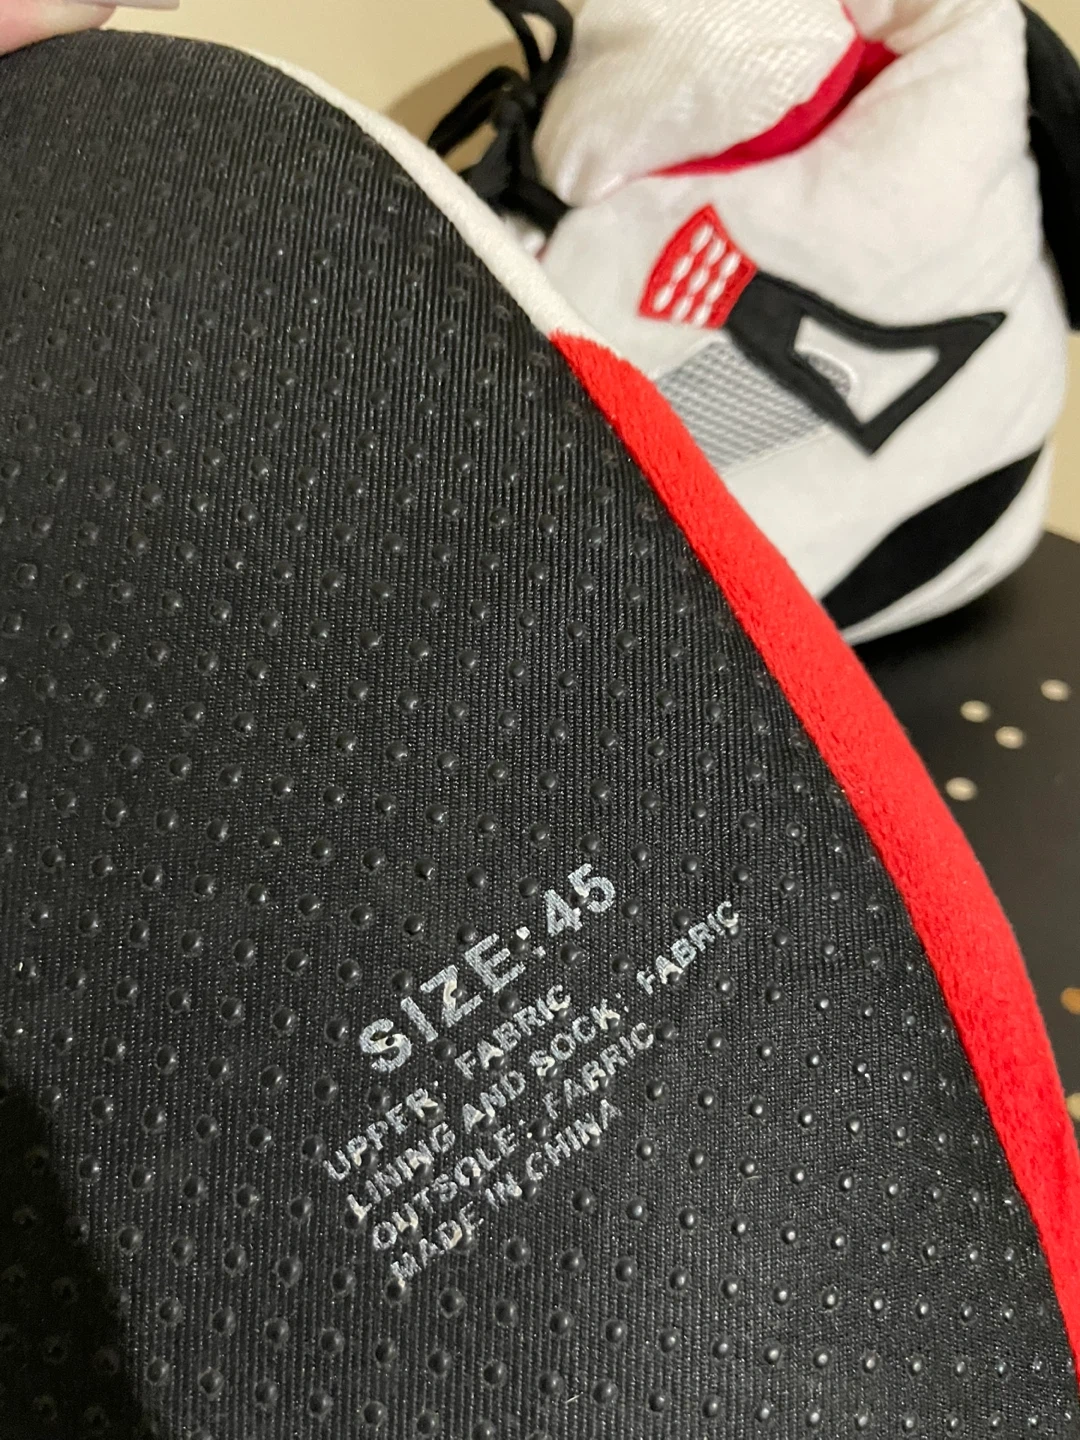 SIZE: 45
UPPER: FABRIC
LINING AND SOCK: FABRIC
OUTSOLE: FABRIC
MADE IN CHINA